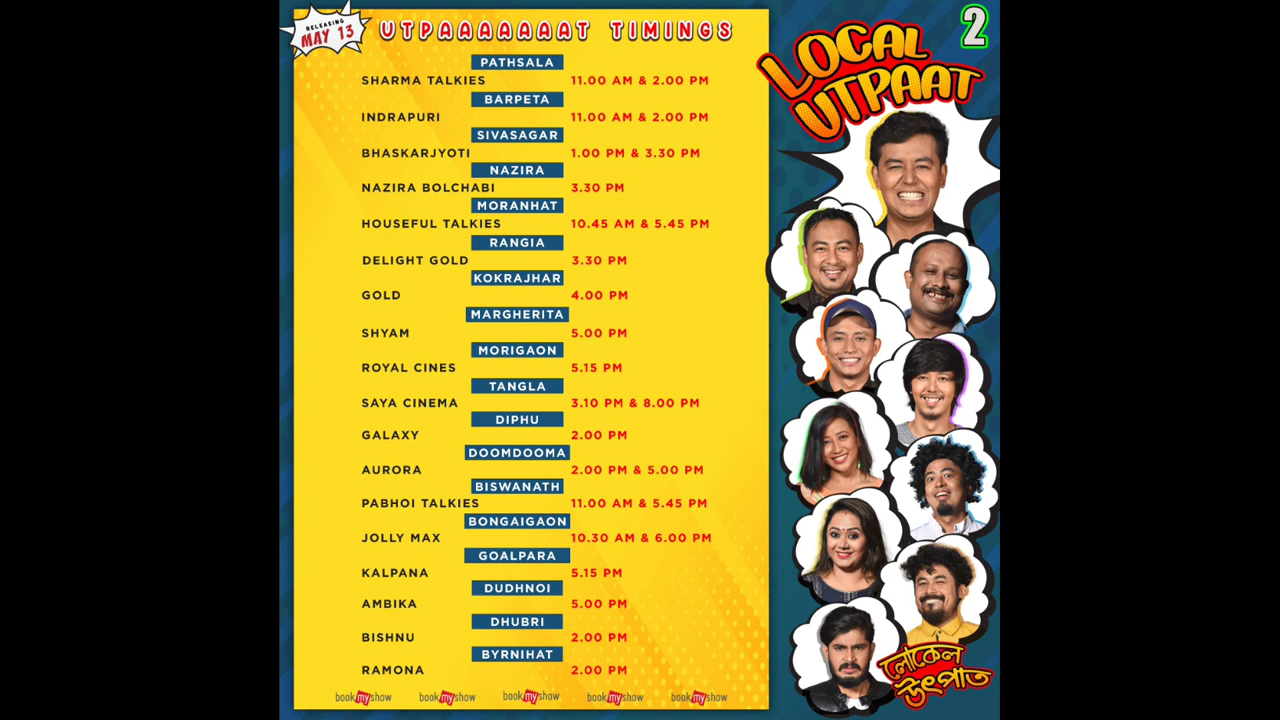 RELEASING
MAY 13
UTPAAAAAAAT TIMINGS
PATHSALA
SHARMA TALKIES 11.00 AM & 2.00 PM
BARPETA
INDRAPURI 11.00 AM & 2.00 PM
SIVASAGAR
BHASKARJYOTI 1.00 PM & 3.30 PM
NAZIRA
NAZIRA BOLCHABI 3.30 PM
MORANHAT
HOUSEFUL TALKIES 10.45 AM & 5.45 PM
RANGIA
DELIGHT GOLD 3.30 PM
KOKRAJHAR
GOLD 4.00 PM
MARGHERITA
SHYAM 5.00 PM
MORIGAON
ROYAL CINES 5.15 PM
TANGLA
SAYA CINEMA 3.10 PM & 8.00 PM
DIPHU
GALAXY 2.00 PM
DOOMDOOMA
AURORA 2.00 PM & 5.00 PM
BISWANATH
PABHOI TALKIES 11.00 AM & 5.45 PM
BONGAIGAON
JOLLY MAX 10.30 AM & 6.00 PM
GOALPARA
KALPANA 5.15 PM
DUDHNOI
AMBIKA 5.00 PM
DHUBRI
BISHNU 2.00 PM
BYRNIHAT
RAMONA 2.00 PM
bookmyshow bookmyshow bookmyshow bookmyshow bookmyshow
2
LOCAL
UTPAAT
লোকেল
উৎপাত